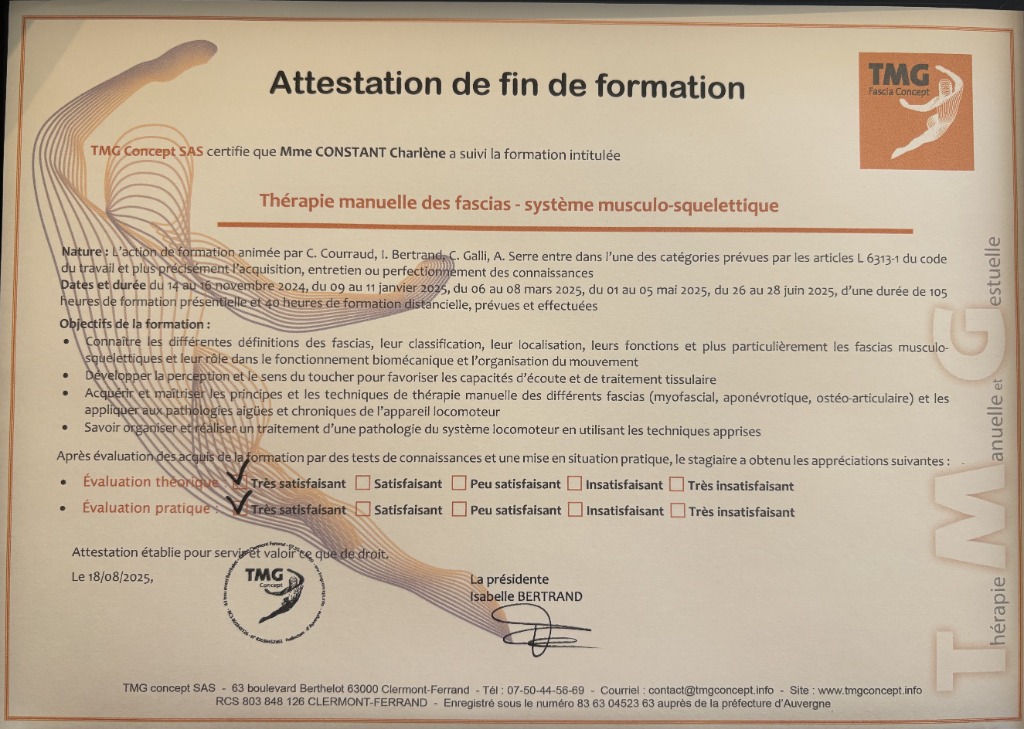 Attestation de fin de formation
TMG
Fascia Concept
TMG Concept SAS certifie que Mme CONSTANT Charlène a suivi la formation intitulée
Thérapie manuelle des fascias - système musculo-squelettique
Nature : L'action de formation animée par C. Courraud, I. Bertrand, C. Galli, A. Serre entre dans l'une des catégories prévues par les articles L 6313-1 du code
du travail et plus précisément l'acquisition, entretien ou perfectionnement des connaissances
Dates et durée du 14 au 16 novembre 2024, du 09 au 11 janvier 2025, du 06 au 08 mars 2025, du 01 au 05 mai 2025, du 26 au 28 juin 2025, d'une durée de 105
heures de formation présentielle et 40 heures de formation distancielle, prévues et effectuées
Objectifs de la formation :
• Connaître les différentes définitions des fascias, leur classification, leur localisation, leurs fonctions et plus particulièrement les fascias musculo-
squelettiques et leur rôle dans le fonctionnement biomécanique et l'organisation du mouvement
• Développer la perception et le sens du toucher pour favoriser les capacités d'écoute et de traitement tissulaire
• Acquérir et maîtriser les principes et les techniques de thérapie manuelle des différents fascias (myofascial, aponévrotique, ostéo-articulaire) et les
appliquer aux pathologies aigües et chroniques de l'appareil locomoteur
• Savoir organiser et réaliser un traitement d'une pathologie du système locomoteur en utilisant les techniques apprises
Après évaluation des acquis de la formation par des tests de connaissances et une mise en situation pratique, le stagiaire a obtenu les appréciations suivantes :
• Évaluation théorique : ☑ Très satisfaisant ☐ Satisfaisant ☐ Peu satisfaisant ☐ Insatisfaisant ☐ Très insatisfaisant
• Évaluation pratique : ☑ Très satisfaisant ☐ Satisfaisant ☐ Peu satisfaisant ☐ Insatisfaisant ☐ Très insatisfaisant
Attestation établie pour servir et valoir ce que de droit.
Le 18/08/2025,
TMG
Concept
La présidente
Isabelle BERTRAND
Thérapie Manuelle et Gestuelle
TMG concept SAS - 63 boulevard Berthelot 63000 Clermont-Ferrand - Tél : 07-50-44-56-69 - Courriel : contact@tmgconcept.info - Site : www.tmgconcept.info
RCS 803 848 126 CLERMONT-FERRAND - Enregistré sous le numéro 83 63 04523 63 auprès de la préfecture d'Auvergne